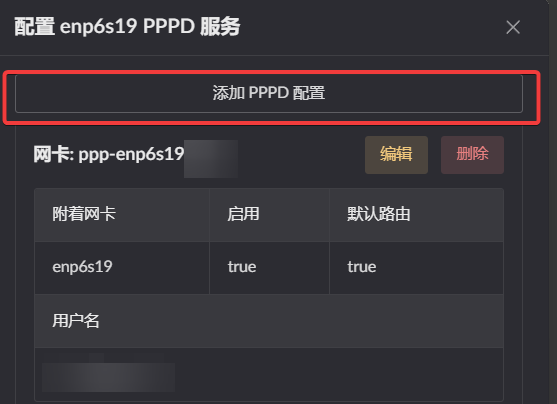 配置 enp6s19 PPPD 服务
添加 PPPD 配置
网卡: ppp-enp6s19
编辑
删除
附着网卡
启用
默认路由
enp6s19
true
true
用户名